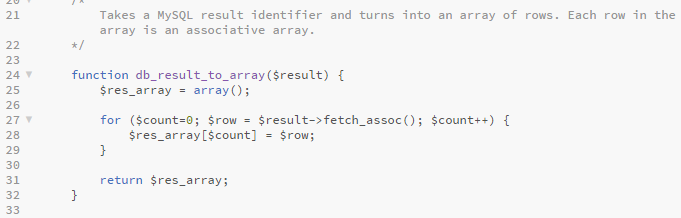 20 /*
21 Takes a MySQL result identifier and turns into an array of rows. Each row in the
array is an associative array.
22 */
23
24 function db_result_to_array($result) {
25 $res_array = array();
26
27 for ($count=0; $row = $result->fetch_assoc(); $count++) {
28 $res_array[$count] = $row;
29 }
30
31 return $res_array;
32 }
33